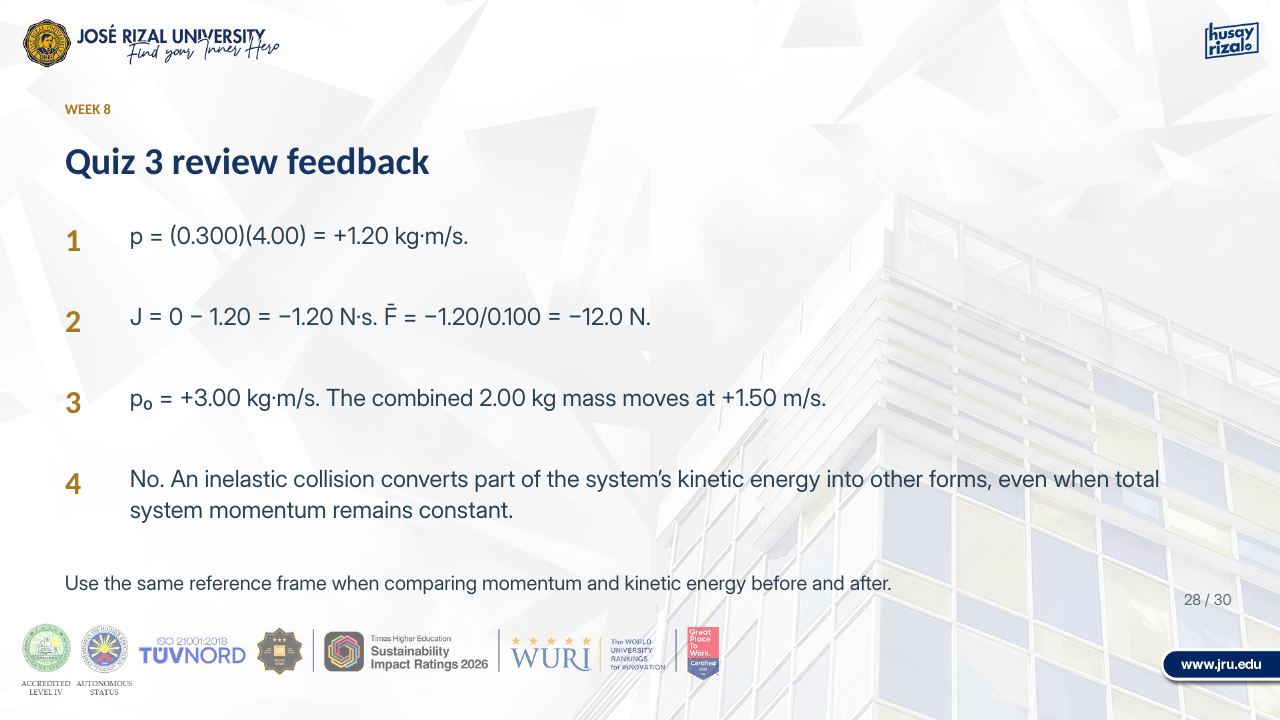 JOSÉ RIZAL UNIVERSITY
Find your Inner Hero
husay
rizal
WEEK 8
Quiz 3 review feedback
1 p = (0.300)(4.00) = +1.20 kg·m/s.
2 J = 0 − 1.20 = −1.20 N·s. F̄ = −1.20/0.100 = −12.0 N.
3 p₀ = +3.00 kg·m/s. The combined 2.00 kg mass moves at +1.50 m/s.
4 No. An inelastic collision converts part of the system’s kinetic energy into other forms, even when total
system momentum remains constant.
Use the same reference frame when comparing momentum and kinetic energy before and after.
28 / 30
ACCREDITED
LEVEL IV
AUTONOMOUS
STATUS
ISO 21001:2018
TÜVNORD
Times Higher Education
Sustainability
Impact Ratings 2026
WURI
The WORLD
UNIVERSITY
RANKINGS
for INNOVATION
Great
Place
To
Work.
Certified
www.jru.edu